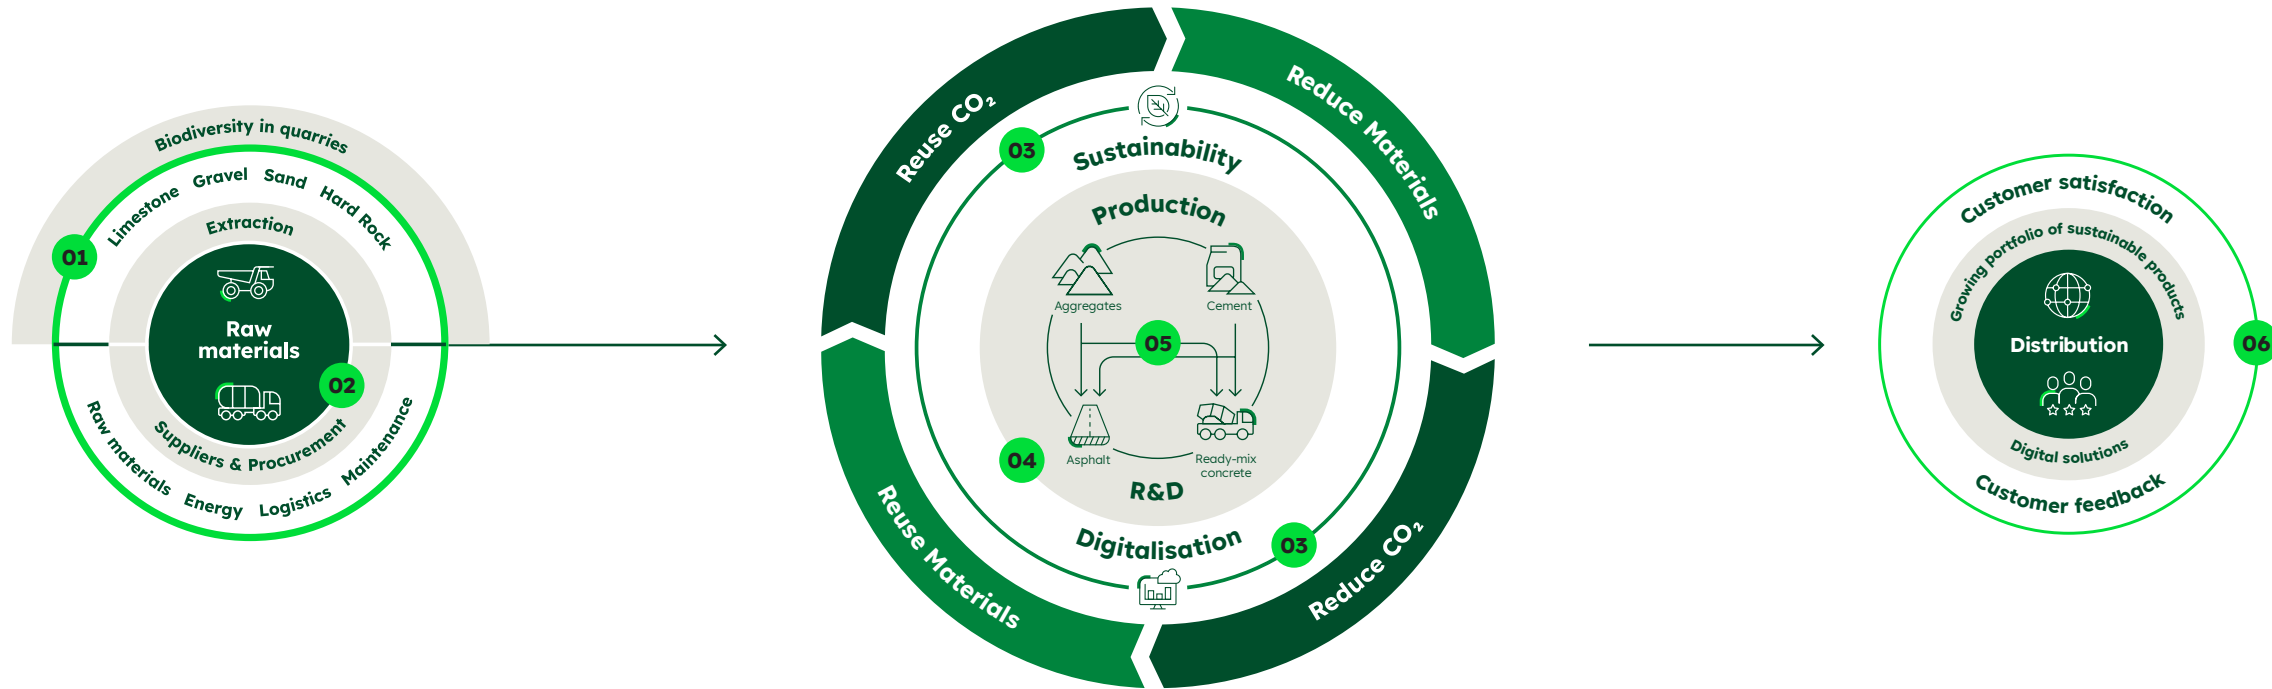 Biodiversity in quarries
Limestone Gravel Sand Hard Rock
Extraction
01
Raw
materials
02
Suppliers & Procurement
Raw materials Energy Logistics Maintenance
Reuse CO₂
Reduce Materials
03
Sustainability
Production
Aggregates
Cement
05
Asphalt
Ready-mix
concrete
04
R&D
Digitalisation
03
Reuse Materials
Reduce CO₂
Customer satisfaction
Growing portfolio of sustainable products
Distribution
06
Digital solutions
Customer feedback